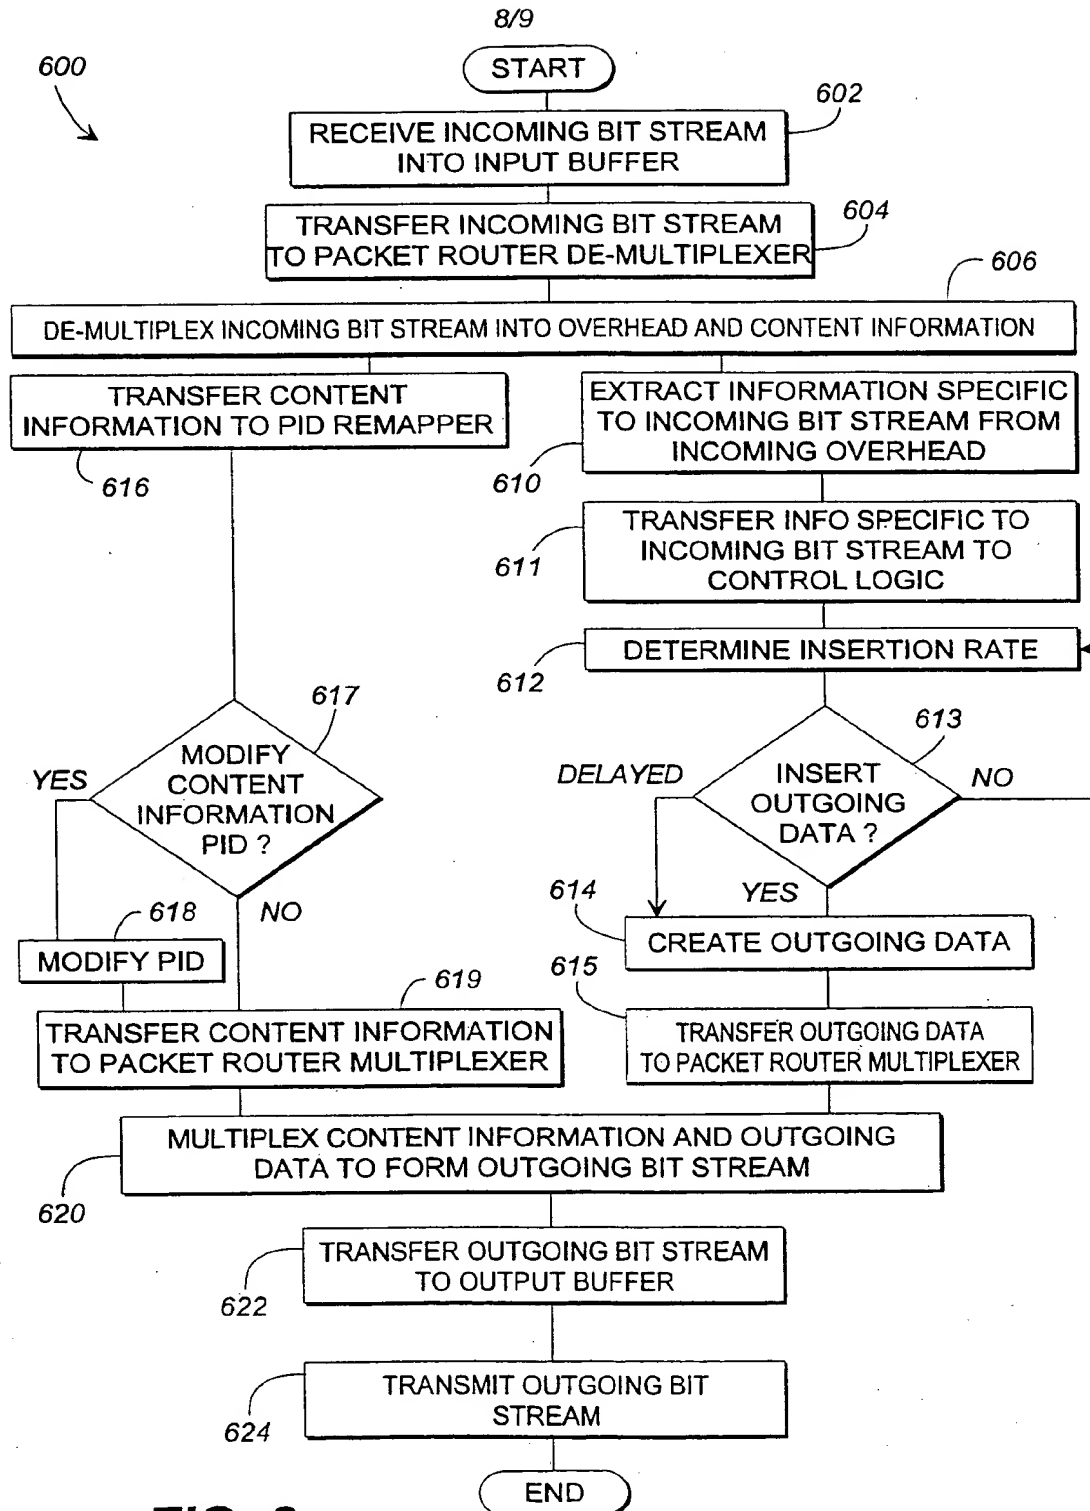 8/9
600
START
602
RECEIVE INCOMING BIT STREAM
INTO INPUT BUFFER
604
TRANSFER INCOMING BIT STREAM
TO PACKET ROUTER DE-MULTIPLEXER
606
DE-MULTIPLEX INCOMING BIT STREAM INTO OVERHEAD AND CONTENT INFORMATION
TRANSFER CONTENT
INFORMATION TO PID REMAPPER
616
EXTRACT INFORMATION SPECIFIC
TO INCOMING BIT STREAM FROM
INCOMING OVERHEAD
610
TRANSFER INFO SPECIFIC TO
INCOMING BIT STREAM TO
CONTROL LOGIC
611
DETERMINE INSERTION RATE
612
617
MODIFY
CONTENT
INFORMATION
PID ?
YES
NO
613
INSERT
OUTGOING
DATA ?
DELAYED
NO
YES
618
MODIFY PID
614
CREATE OUTGOING DATA
619
TRANSFER CONTENT INFORMATION
TO PACKET ROUTER MULTIPLEXER
615
TRANSFER OUTGOING DATA
TO PACKET ROUTER MULTIPLEXER
MULTIPLEX CONTENT INFORMATION AND OUTGOING
DATA TO FORM OUTGOING BIT STREAM
620
TRANSFER OUTGOING BIT STREAM
TO OUTPUT BUFFER
622
TRANSMIT OUTGOING BIT
STREAM
624
END